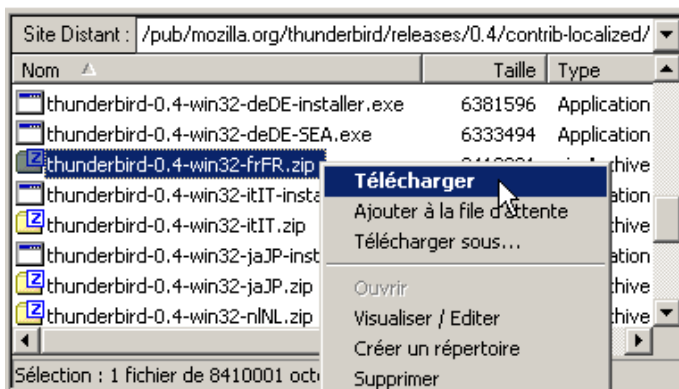 Site Distant : /pub/mozilla.org/thunderbird/releases/0.4/contrib-localized/
Nom Taille Type
thunderbird-0.4-win32-deDE-installer.exe 6381596 Application
thunderbird-0.4-win32-deDE-SEA.exe 6333494 Application
thunderbird-0.4-win32-frFR.zip
thunderbird-0.4-win32-itIT-insta
thunderbird-0.4-win32-itIT.zip
thunderbird-0.4-win32-jaJP-inst
thunderbird-0.4-win32-jaJP.zip
thunderbird-0.4-win32-nlNL.zip
Sélection : 1 fichier de 8410001 octe
Télécharger
Ajouter à la file d'attente
Télécharger sous...
Ouvrir
Visualiser / Editer
Créer un répertoire
Supprimer